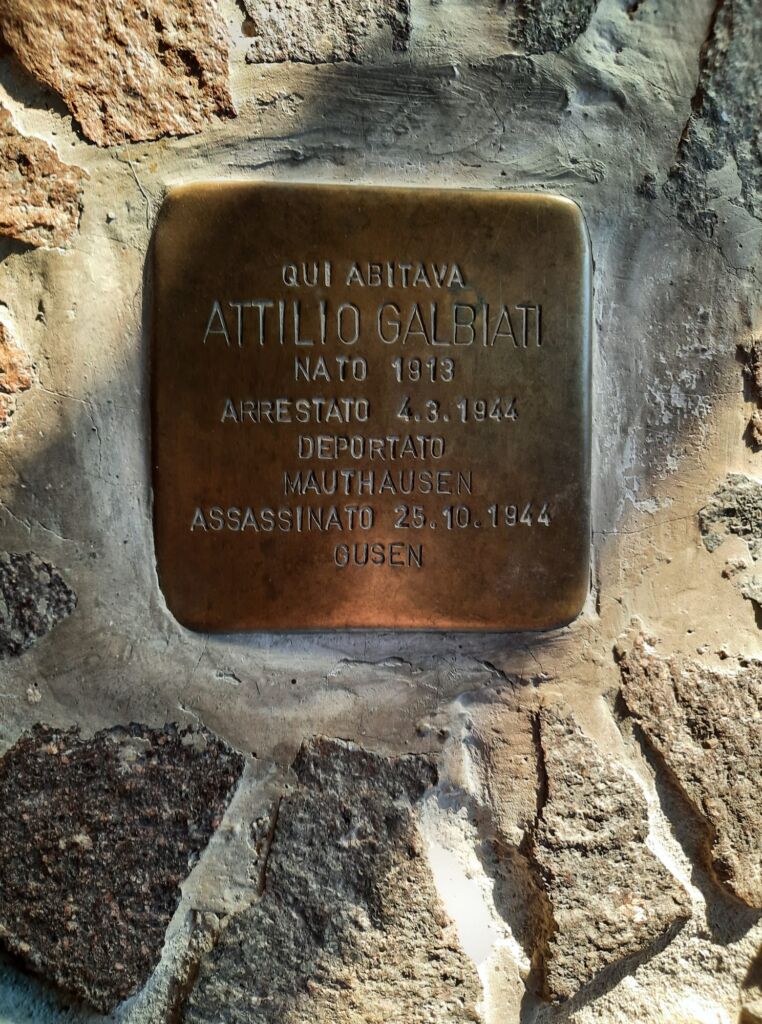 QUI ABITAVA
ATTILIO GALBIATI
NATO 1913
ARRESTATO 4.3.1944
DEPORTATO
MAUTHAUSEN
ASSASSINATO 25.10.1944
GUSEN